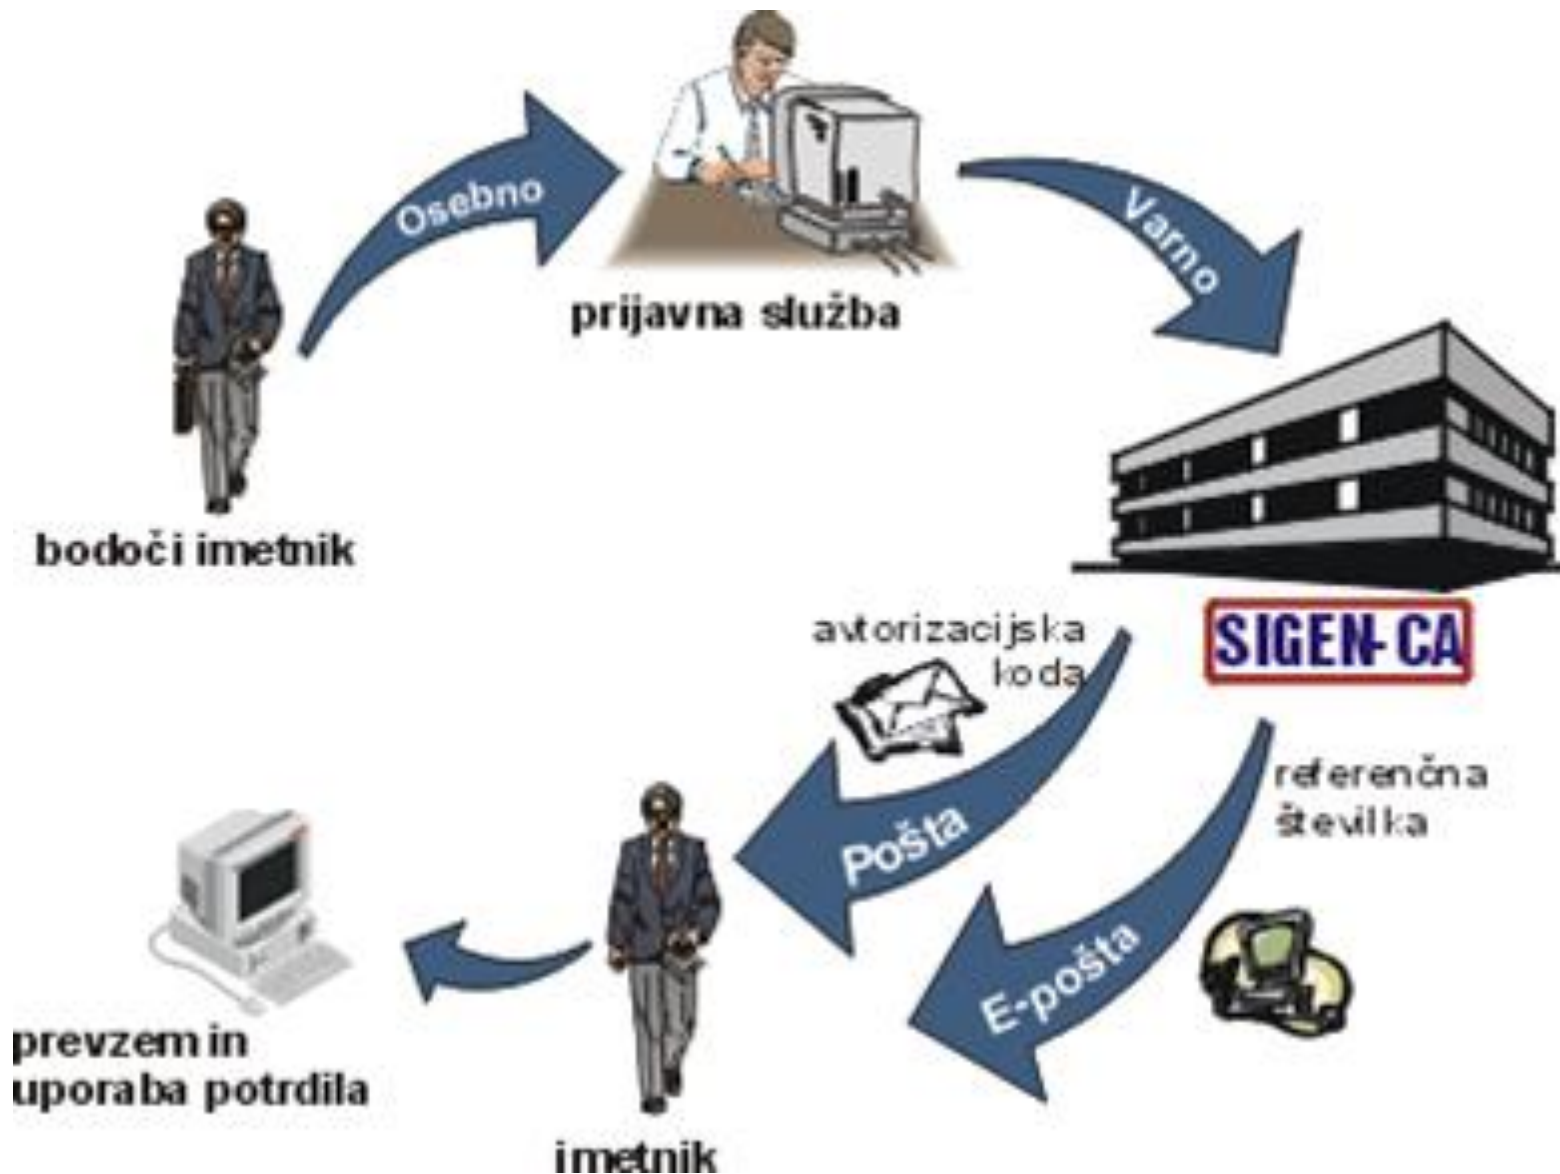 Osebno
prijavna služba
Varno
bodoči imetnik
SIGEN-CA
avtorizacijska
koda
Pošta
referenčna
številka
E-pošta
prevzem in
uporaba potrdila
imetnik